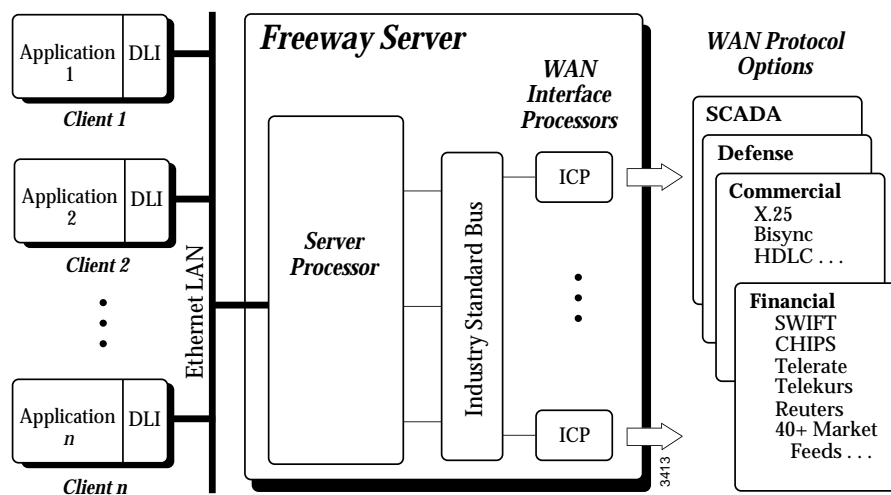 Application
1
DLI
Client 1
Application
2
DLI
Client 2
Application
n
DLI
Client n
Ethernet LAN
Freeway Server
Server
Processor
Industry Standard Bus
WAN
Interface
Processors
ICP
ICP
3413
WAN Protocol
Options
SCADA
Defense
Commercial
X.25
Bisync
HDLC . . .
Financial
SWIFT
CHIPS
Telerate
Telekurs
Reuters
40+ Market
Feeds . . .